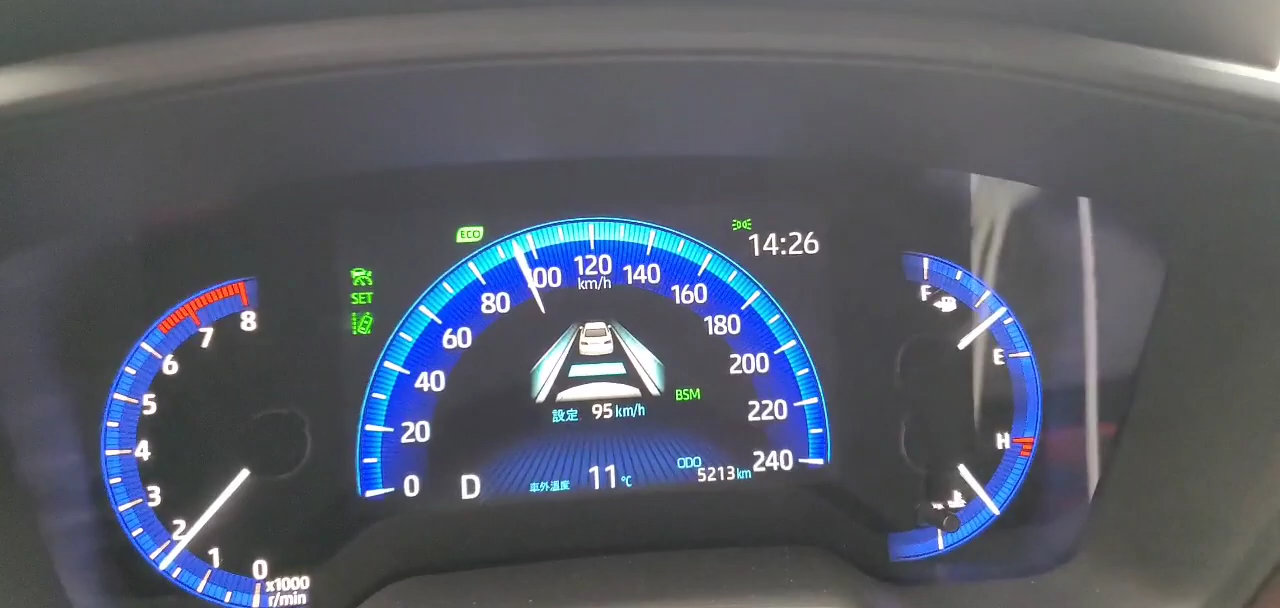 ECO
14:26
SET
0
20
40
60
80
100
120
140
160
180
200
220
240
km/h
BSM
設定 95 km/h
D
車外溫度 11 ℃
ODO
5213 km
8
7
6
5
4
3
2
1
0
x1000
r/min
F
E
H